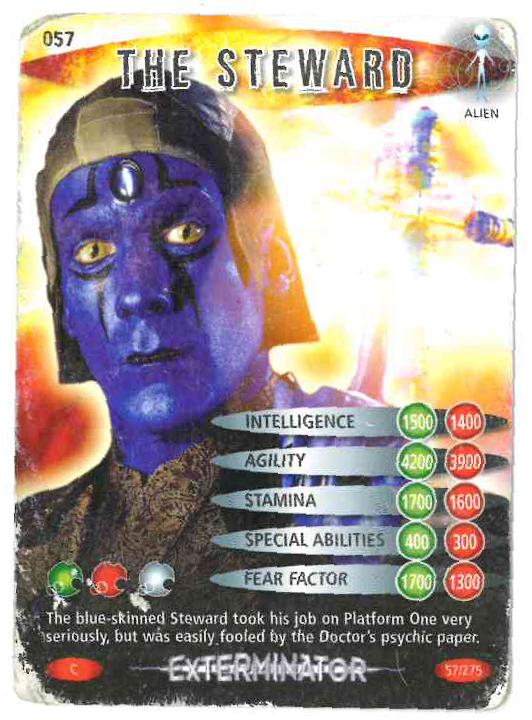 057
THE STEWARD
ALIEN
INTELLIGENCE 1500 1400
AGILITY 4200 3900
STAMINA 1700 1600
SPECIAL ABILITIES 400 300
FEAR FACTOR 1700 1300
The blue-skinned Steward took his job on Platform One very
seriously, but was easily fooled by the Doctor's psychic paper.
C EXTERMINATOR 57/275